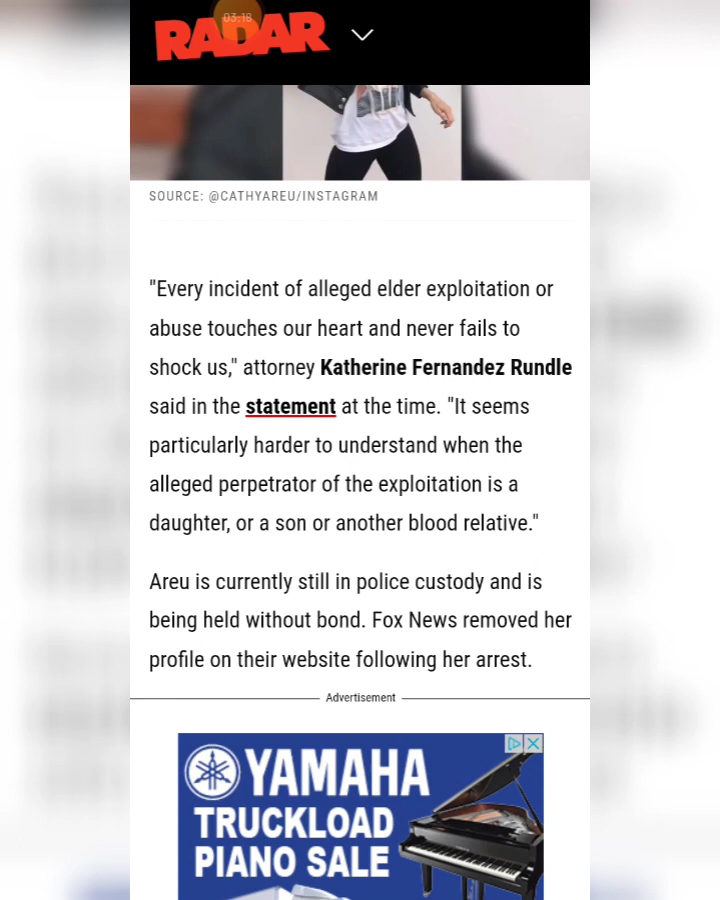 03:18
RADAR
SOURCE: @CATHYAREU/INSTAGRAM
"Every incident of alleged elder exploitation or
abuse touches our heart and never fails to
shock us," attorney Katherine Fernandez Rundle
said in the statement at the time. "It seems
particularly harder to understand when the
alleged perpetrator of the exploitation is a
daughter, or a son or another blood relative."
Areu is currently still in police custody and is
being held without bond. Fox News removed her
profile on their website following her arrest.
Advertisement
YAMAHA
TRUCKLOAD
PIANO SALE